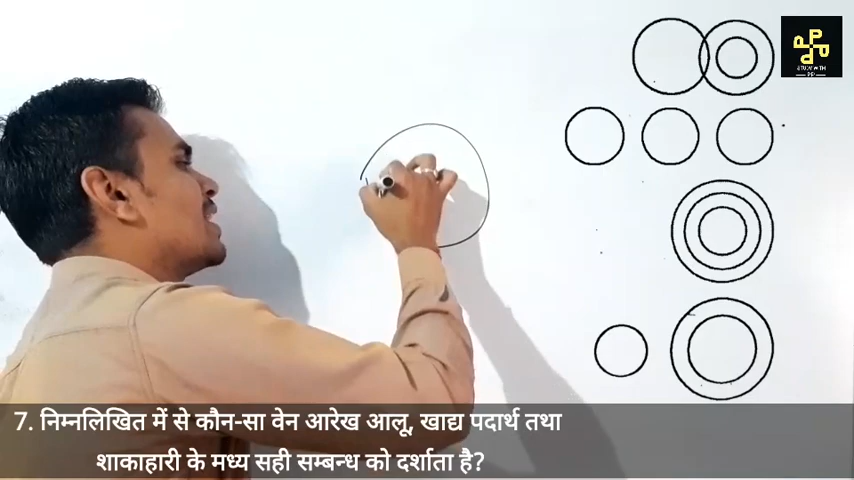 7. निम्नलिखित में से कौन-सा वेन आरेख आलू, खाद्य पदार्थ तथा
शाकाहारी के मध्य सही सम्बन्ध को दर्शाता है?